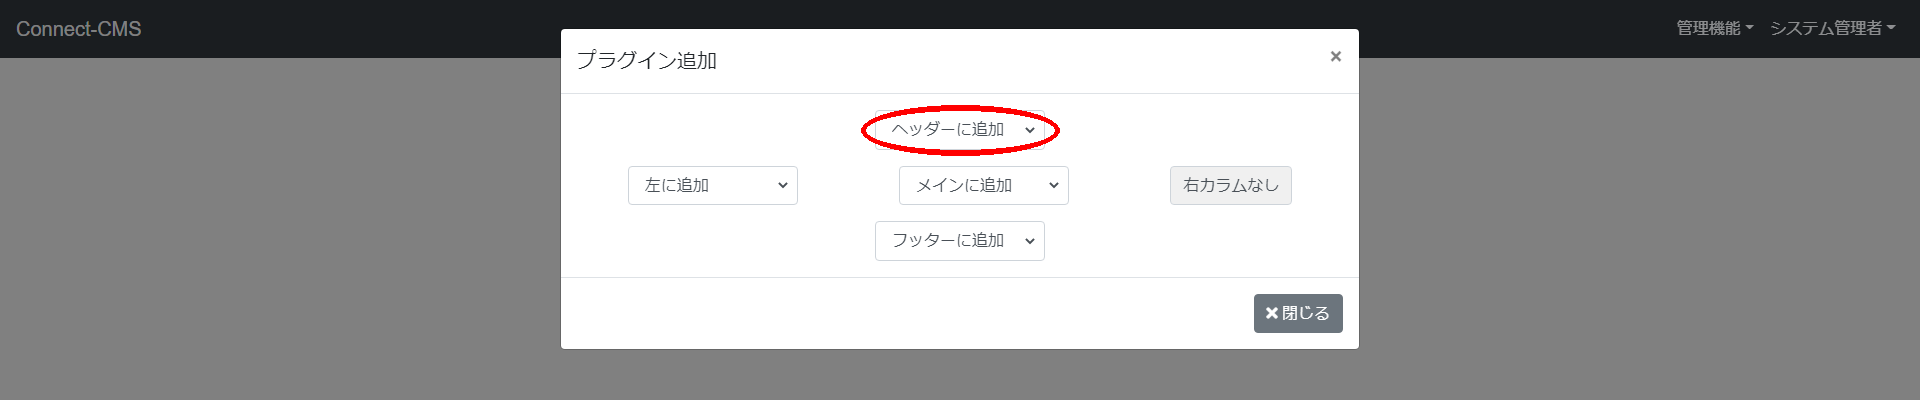 Connect-CMS
管理機能
システム管理者
プラグイン追加
×
ヘッダーに追加
左に追加
メインに追加
右カラムなし
フッターに追加
閉じる